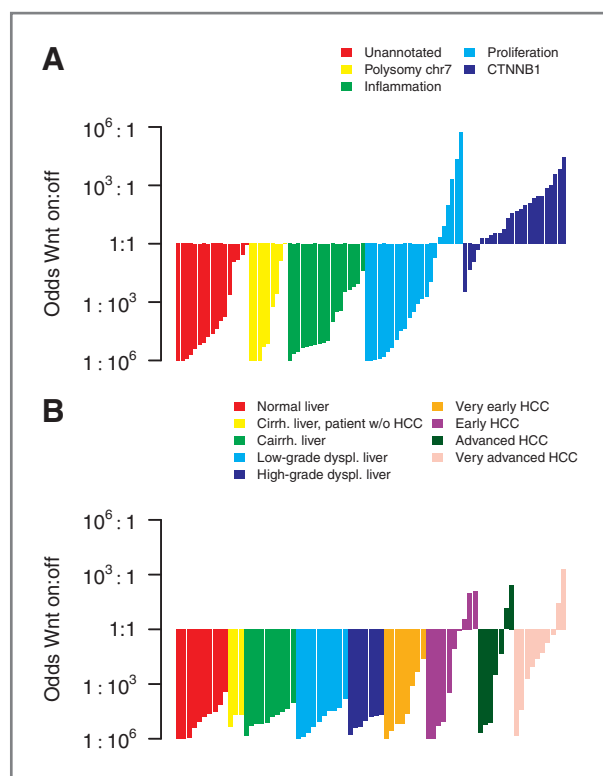 A
Unannotated
Polysomy chr7
Inflammation
Proliferation
CTNNB1
Odds Wnt on:off
10⁶:1
10³:1
1:1
1:10³
1:10⁶
B
Normal liver
Cirrh. liver, patient w/o HCC
Cairrh. liver
Low-grade dyspl. liver
High-grade dyspl. liver
Very early HCC
Early HCC
Advanced HCC
Very advanced HCC
Odds Wnt on:off
10⁶:1
10³:1
1:1
1:10³
1:10⁶